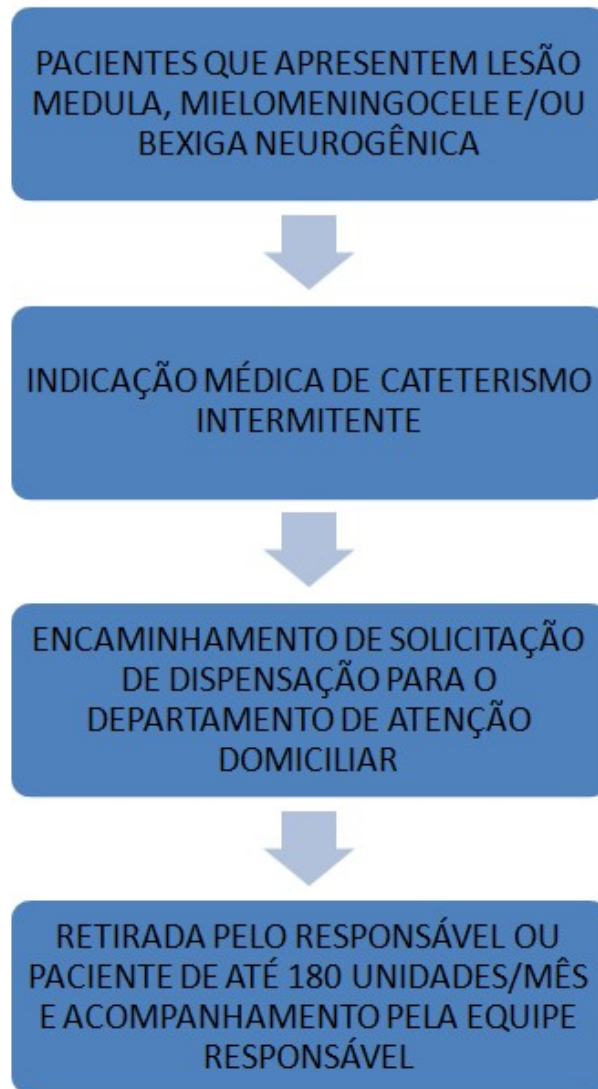 PACIENTES QUE APRESENTEM LESÃO
MEDULA, MIELOMENINGOCELE E/OU
BEXIGA NEUROGÊNICA
INDICAÇÃO MÉDICA DE CATETERISMO
INTERMITENTE
ENCAMINHAMENTO DE SOLICITAÇÃO
DE DISPENSAÇÃO PARA O
DEPARTAMENTO DE ATENÇÃO
DOMICILIAR
RETIRADA PELO RESPONSÁVEL OU
PACIENTE DE ATÉ 180 UNIDADES/MÊS
E ACOMPANHAMENTO PELA EQUIPE
RESPONSÁVEL